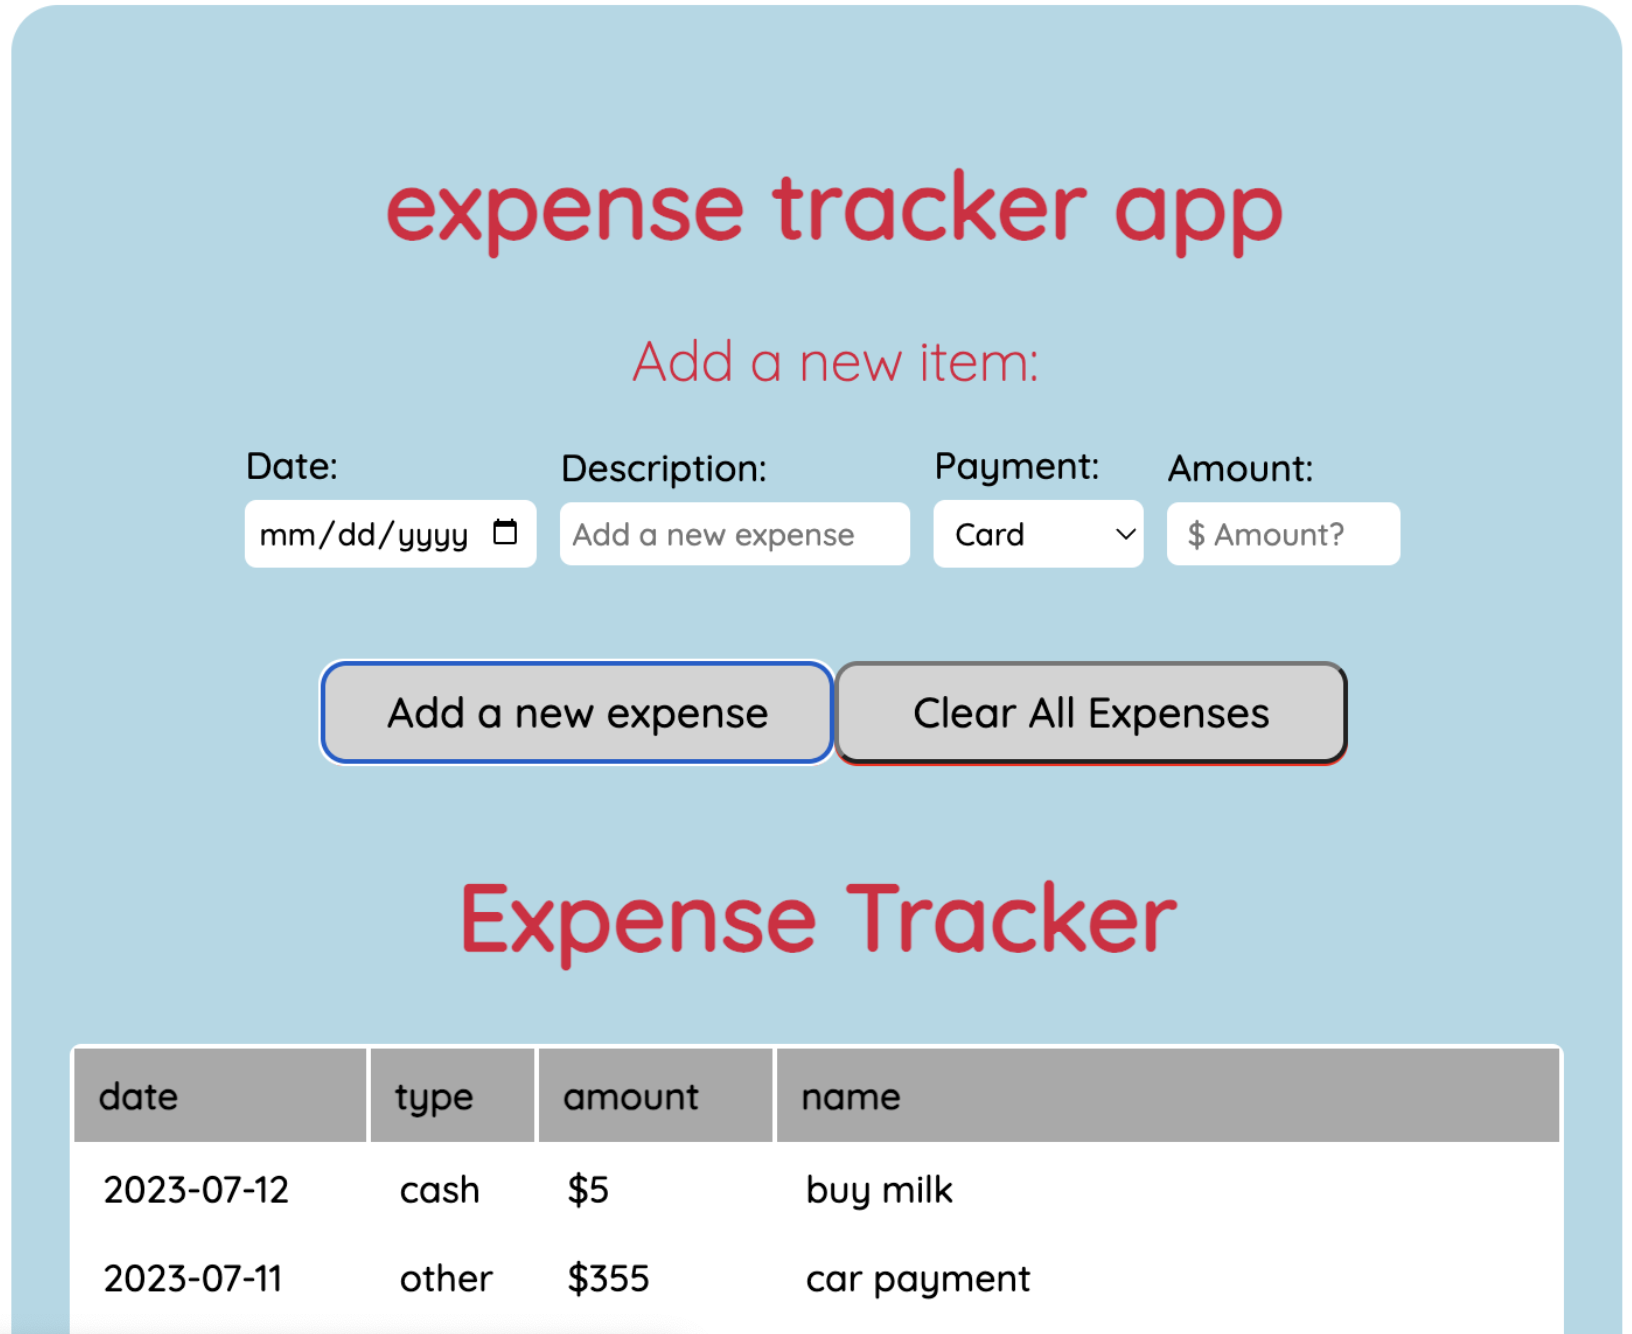 expense tracker app
Add a new item:
Date: Description: Payment: Amount:
mm/dd/yyyy Add a new expense Card $ Amount?
Add a new expense Clear All Expenses
Expense Tracker
date type amount name
2023-07-12 cash $5 buy milk
2023-07-11 other $355 car payment